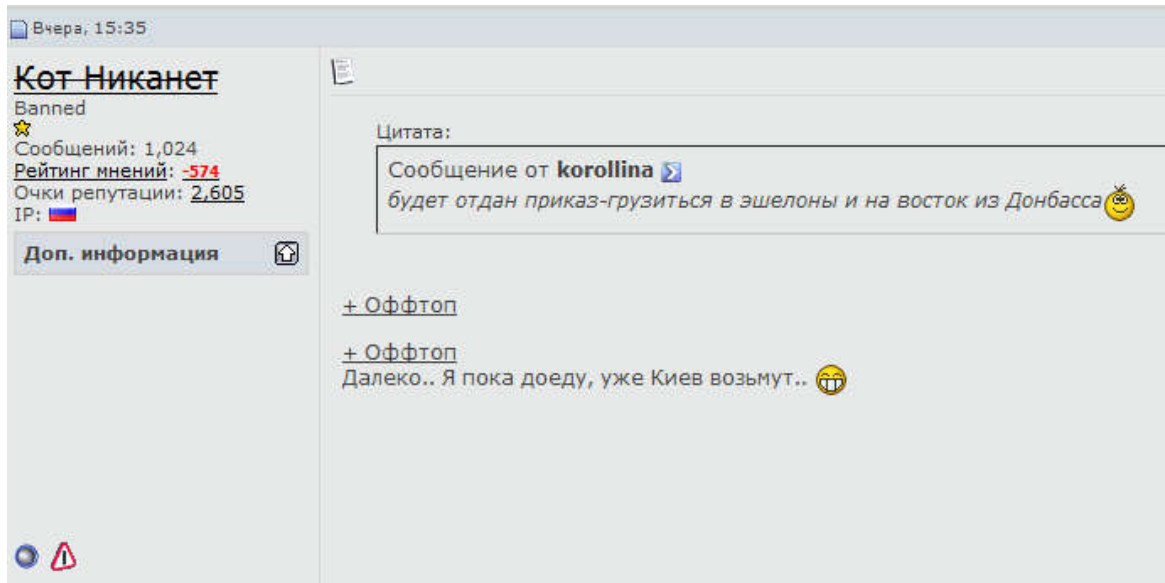 Вчера, 15:35
Кот Никанет
Banned
Сообщений: 1,024
Рейтинг мнений: -574
Очки репутации: 2,605
IP:
Доп. информация
Цитата:
Сообщение от korollina
будет отдан приказ-грузиться в эшелоны и на восток из Донбасса
+ Оффтоп
+ Оффтоп
Далеко.. Я пока доеду, уже Киев возьмут..